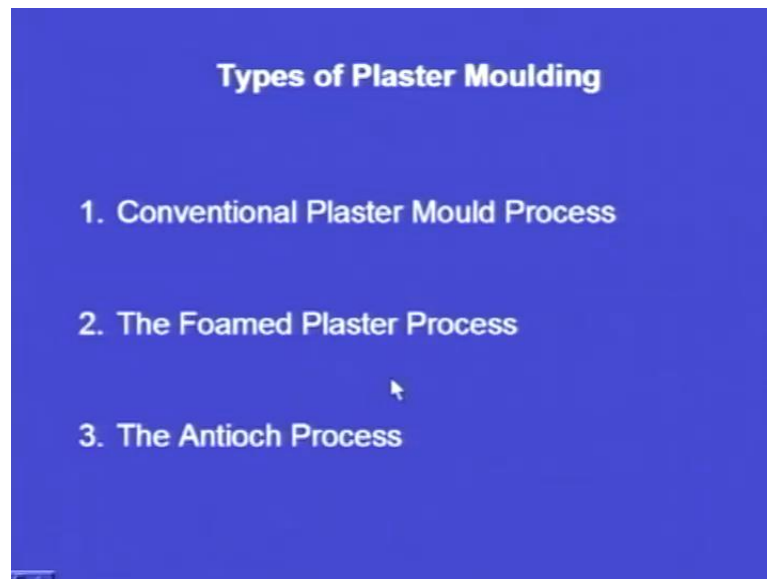 Types of Plaster Moulding
1. Conventional Plaster Mould Process
2. The Foamed Plaster Process
3. The Antioch Process